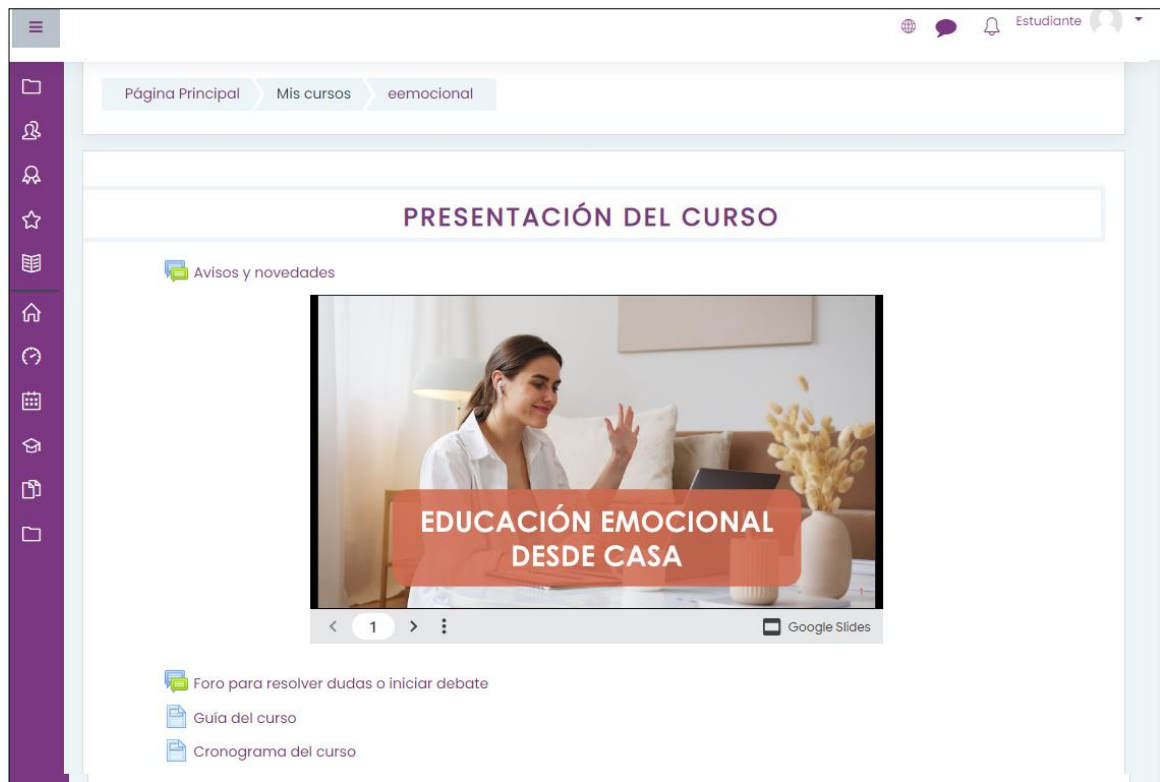 Estudiante
Página Principal
Mis cursos
eemocional
PRESENTACIÓN DEL CURSO
Avisos y novedades
EDUCACIÓN EMOCIONAL
DESDE CASA
1
1
Google Slides
Foro para resolver dudas o iniciar debate
Guía del curso
Cronograma del curso